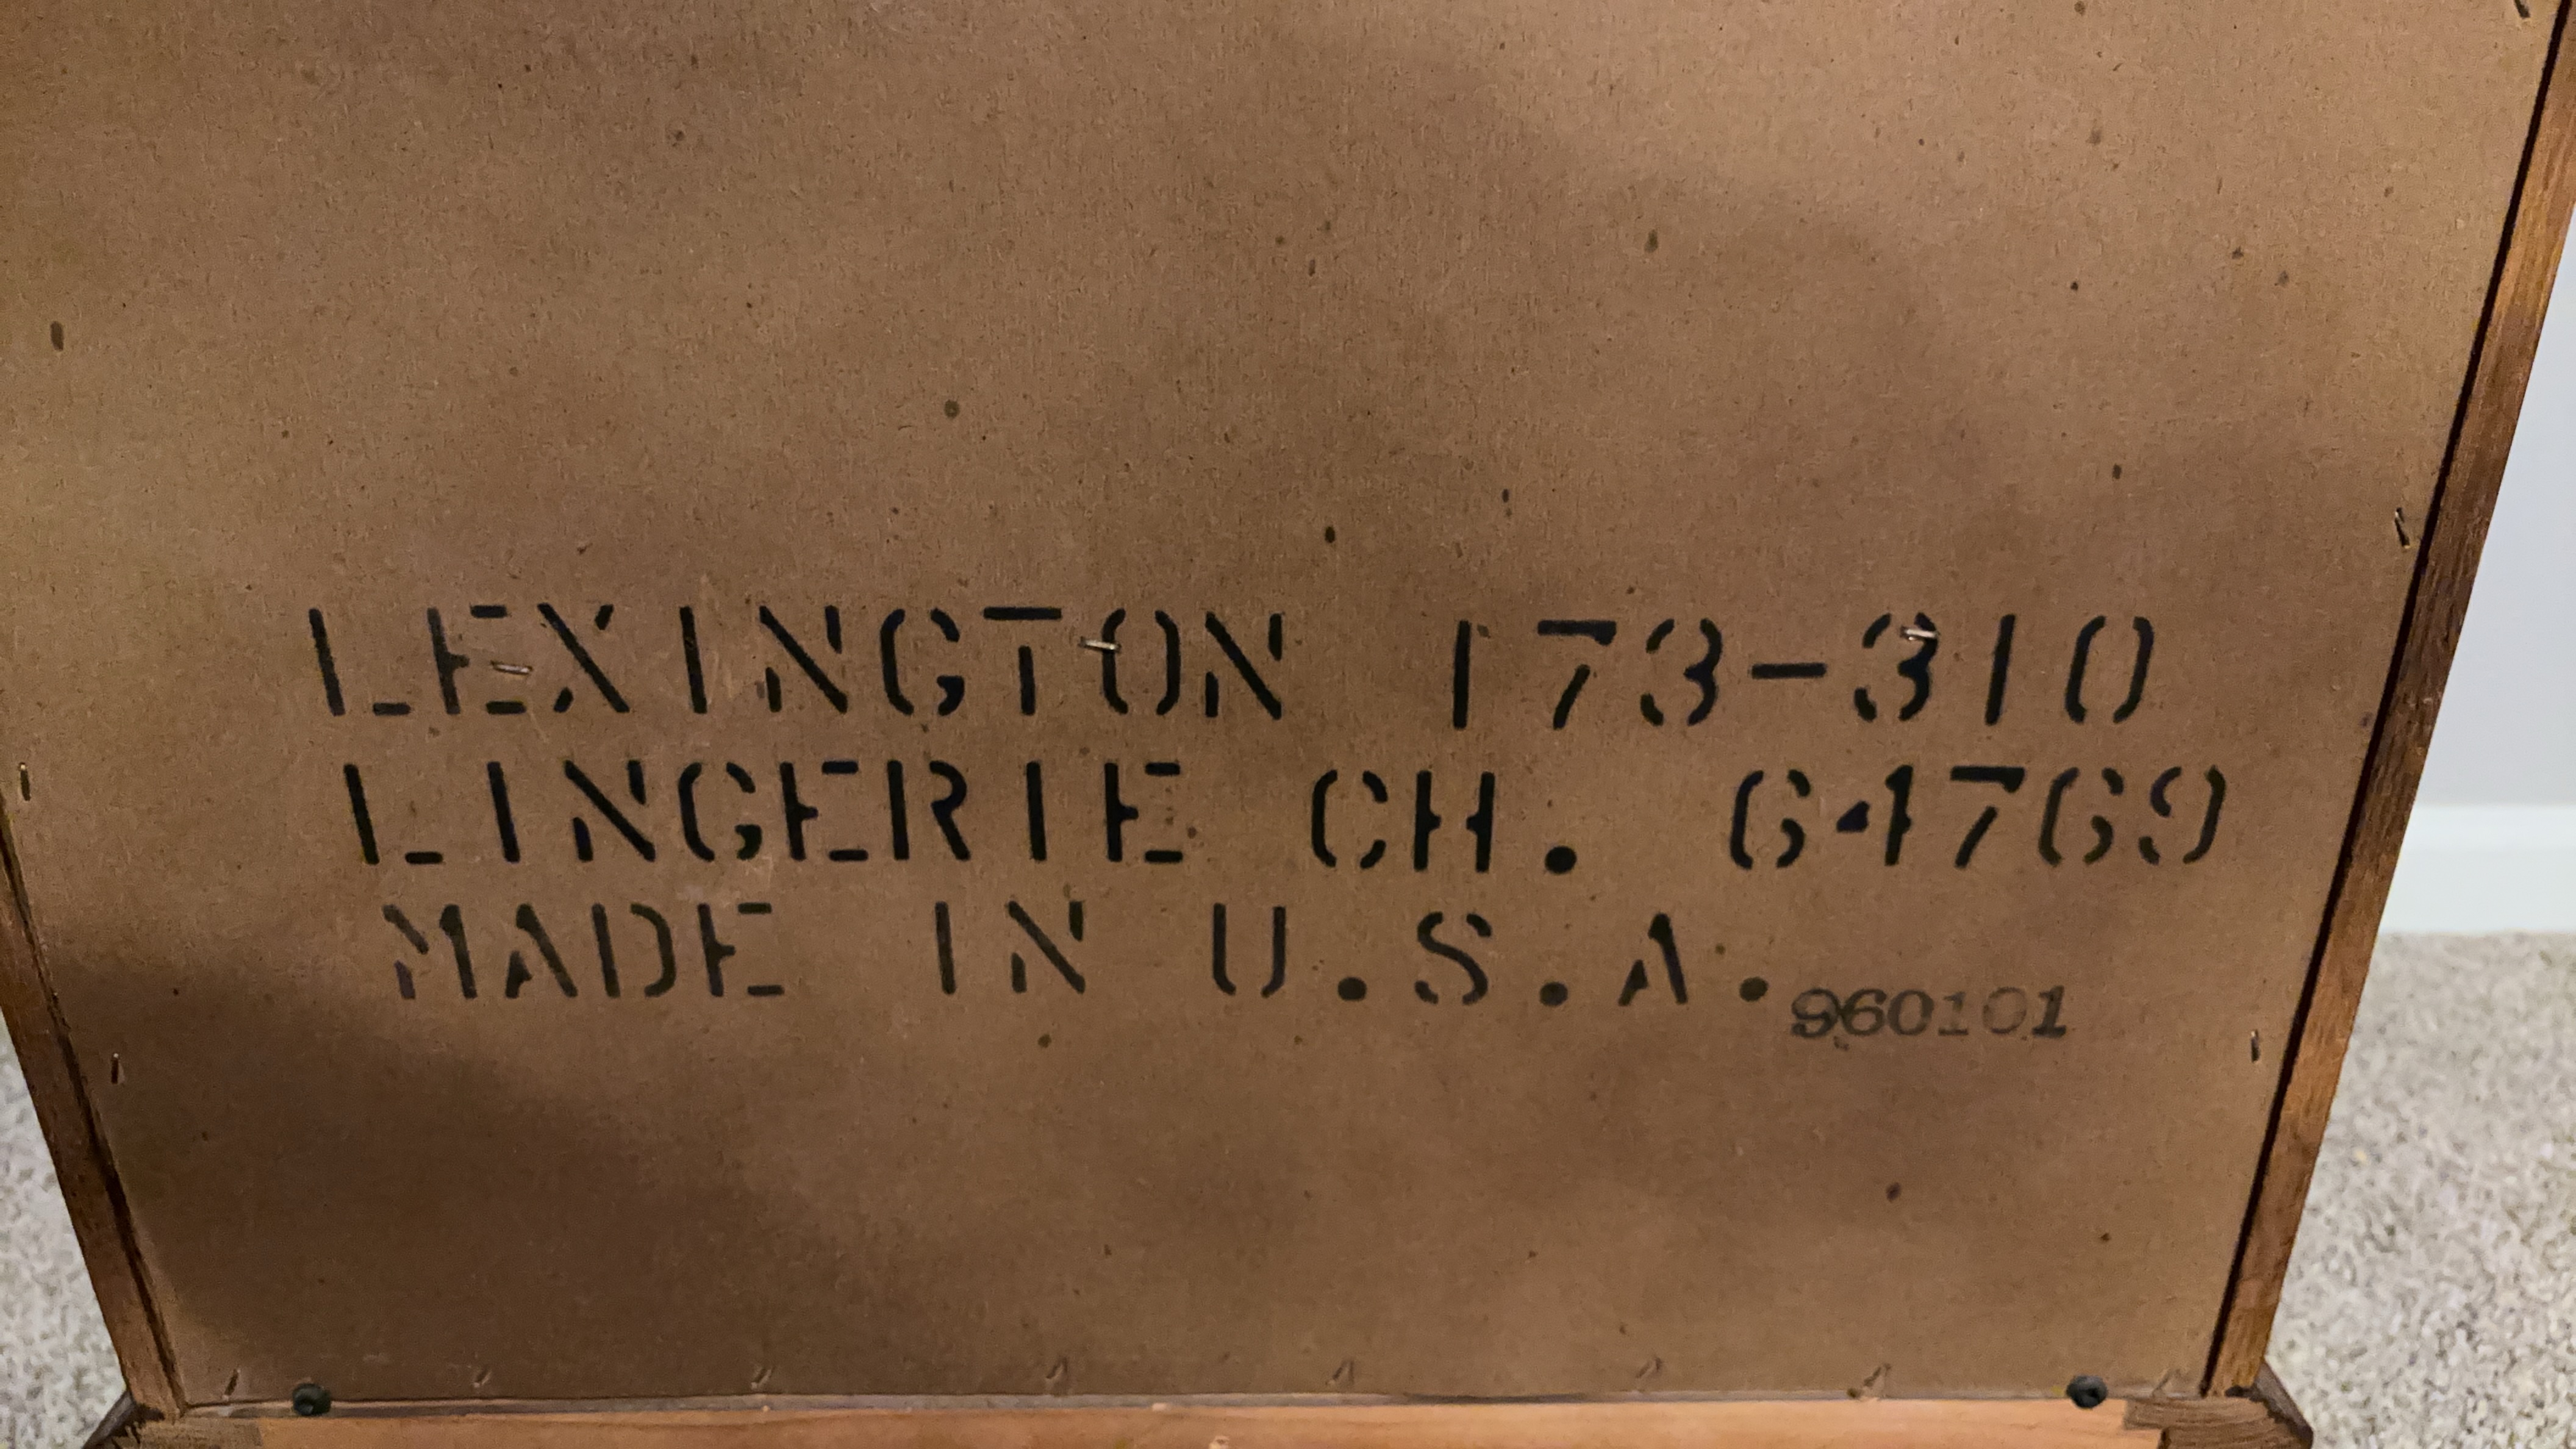 LEXINGTON 173-310
LINGERIE CH. 64769
MADE IN U.S.A.
960101